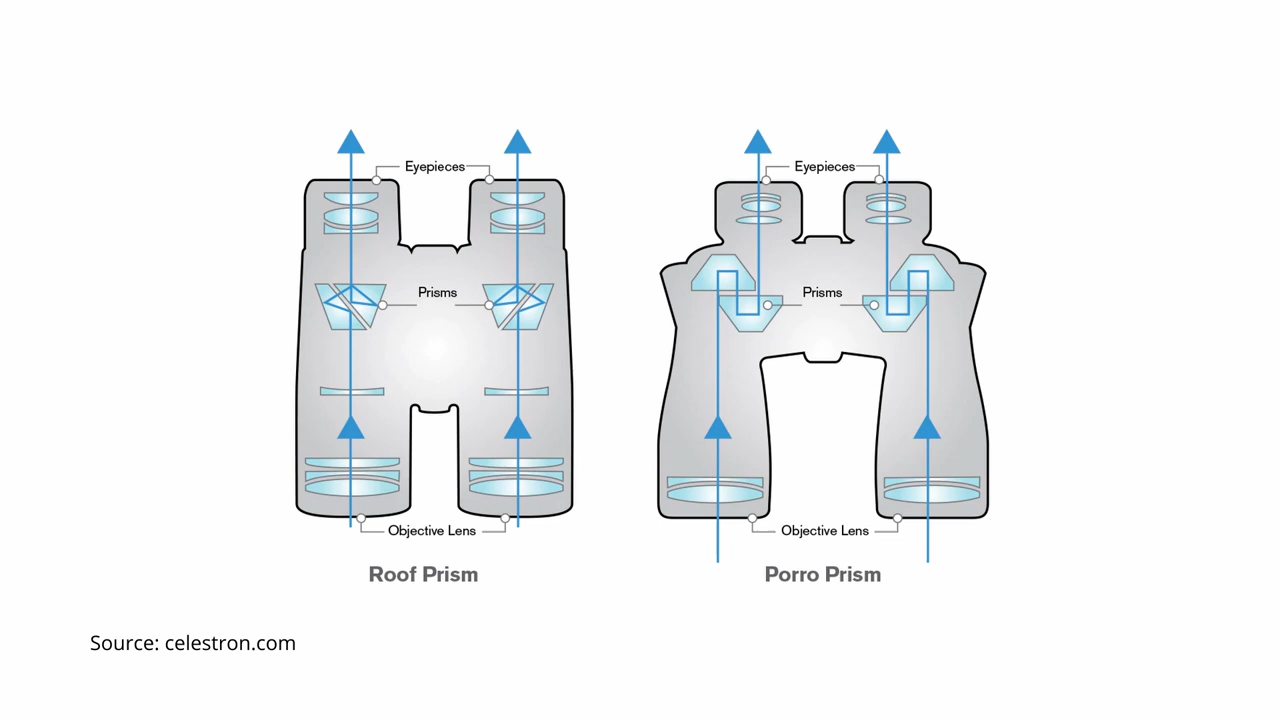 Eyepieces
Eyepieces
Prisms
Prisms
Objective Lens
Objective Lens
Roof Prism
Porro Prism
Source: celestron.com